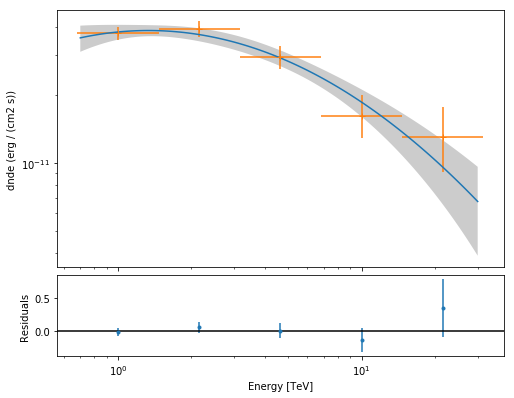 dnde (erg / (cm2 s))
10⁻¹¹
Residuals
0.5
0.0
10⁰
10¹
Energy [TeV]